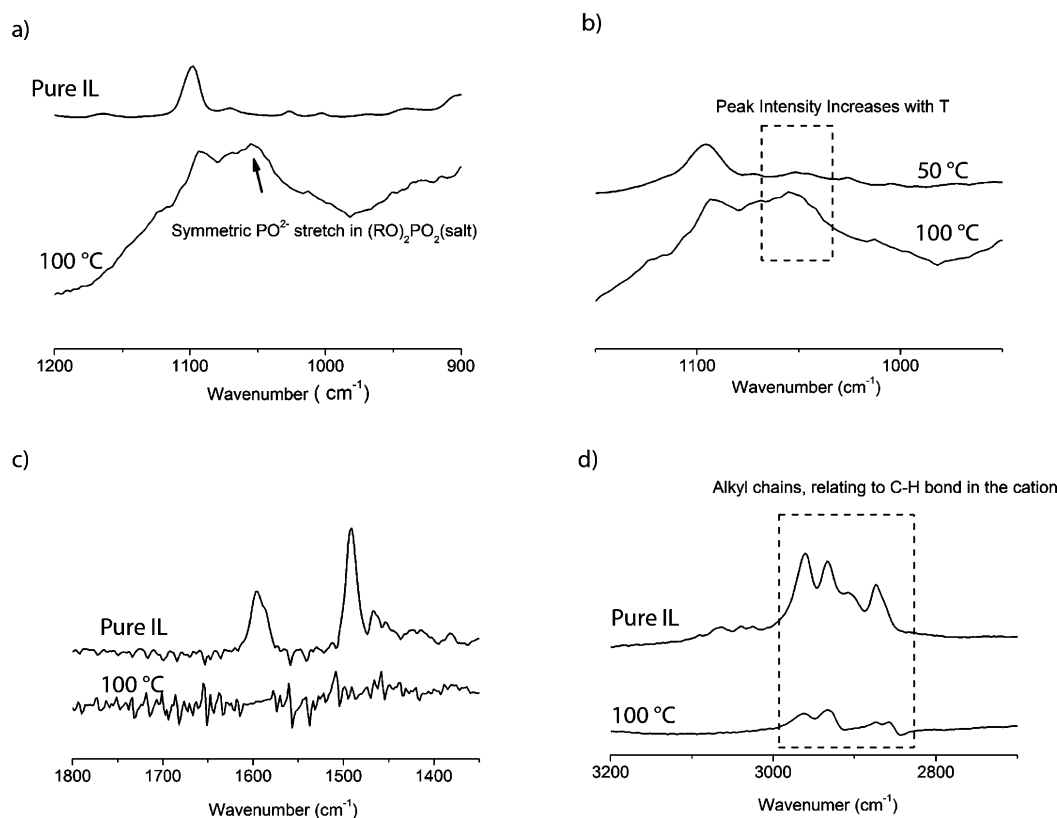 a)
Pure IL
Symmetric PO²⁻ stretch in (RO)₂PO₂(salt)
100 °C
1200 1100 1000 900
Wavenumber ( cm⁻¹)
b)
Peak Intensity Increases with T
50 °C
100 °C
1100 1000
Wavenumber (cm⁻¹)
c)
Pure IL
100 °C
1800 1700 1600 1500 1400
Wavenumber (cm⁻¹)
d)
Alkyl chains, relating to C-H bond in the cation
Pure IL
100 °C
3200 3000 2800
Wavenumer (cm⁻¹)